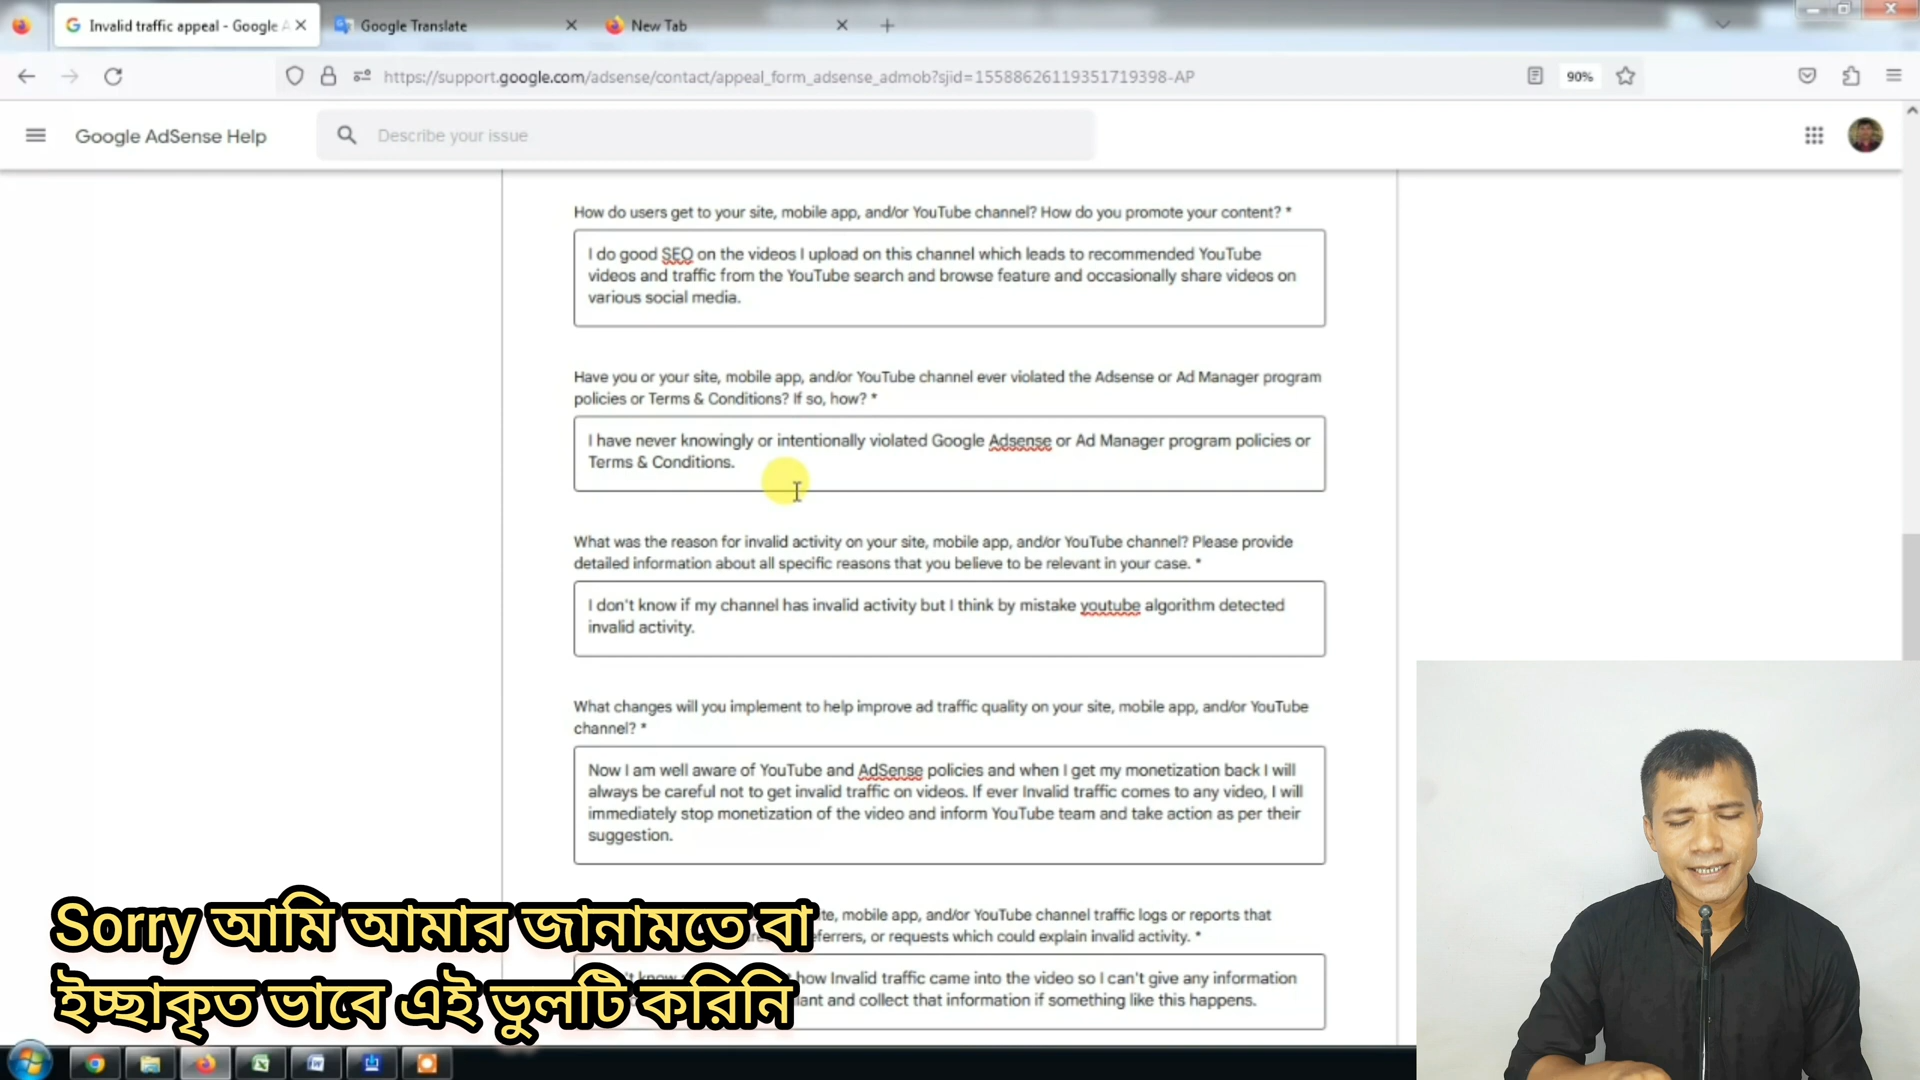 Invalid traffic appeal - Google A
Google Translate
New Tab
https://support.google.com/adsense/contact/appeal_form_adsense_admob?sjid=15588626119351719398-AP
90%
Google AdSense Help
Describe your issue
How do users get to your site, mobile app, and/or YouTube channel? How do you promote your content? *
I do good SEO on the videos I upload on this channel which leads to recommended YouTube
videos and traffic from the YouTube search and browse feature and occasionally share videos on
various social media.
Have you or your site, mobile app, and/or YouTube channel ever violated the Adsense or Ad Manager program
policies or Terms & Conditions? If so, how? *
I have never knowingly or intentionally violated Google Adsense or Ad Manager program policies or
Terms & Conditions.
What was the reason for invalid activity on your site, mobile app, and/or YouTube channel? Please provide
detailed information about all specific reasons that you believe to be relevant in your case. *
I don't know if my channel has invalid activity but I think by mistake youtube algorithm detected
invalid activity.
What changes will you implement to help improve ad traffic quality on your site, mobile app, and/or YouTube
channel? *
Now I am well aware of YouTube and AdSense policies and when I get my monetization back I will
always be careful not to get invalid traffic on videos. If ever Invalid traffic comes to any video, I will
immediately stop monetization of the video and inform YouTube team and take action as per their
suggestion.
mobile app, and/or YouTube channel traffic logs or reports that
or requests which could explain invalid activity. *
how Invalid traffic came into the video so I can't give any information
and collect that information if something like this happens.
Sorry আমি আমার জানামতে বা
ইচ্ছাকৃত ভাবে এই ভুলটি করিনি